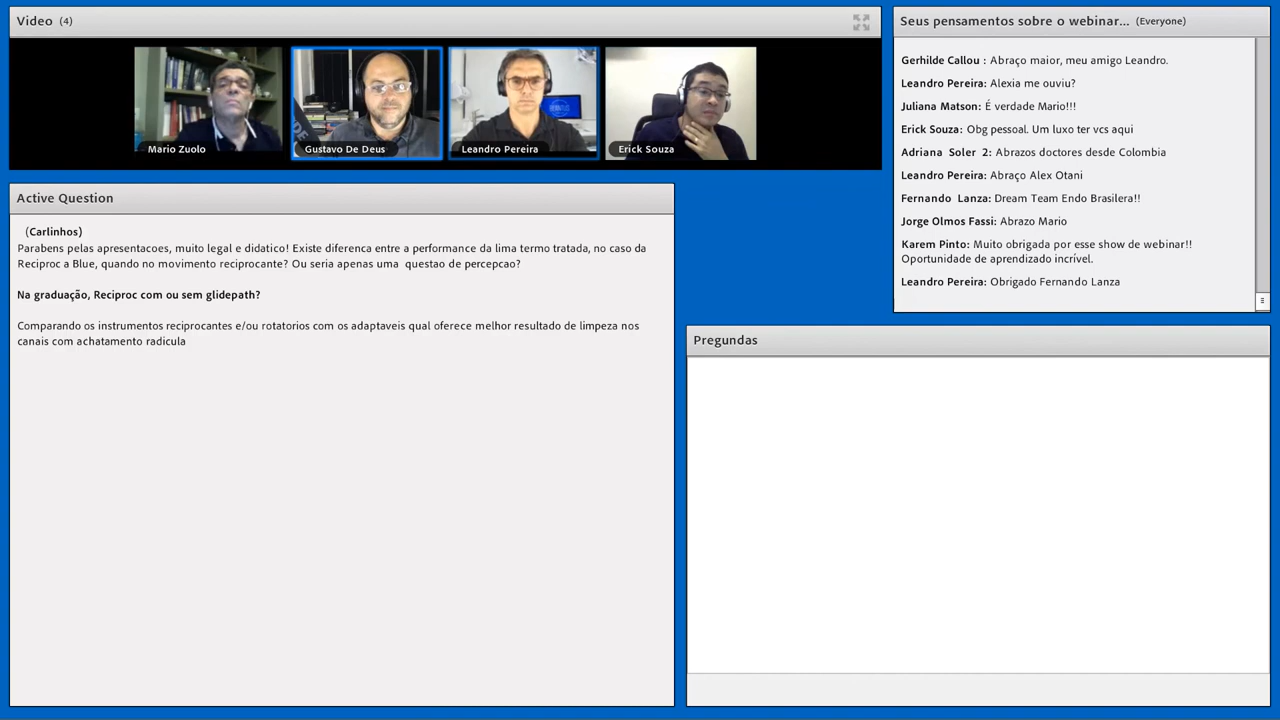 Video (4)
Mario Zuolo
Gustavo De Deus
Leandro Pereira
Erick Souza
Seus pensamentos sobre o webinar... (Everyone)
Gerhilde Callou : Abraço maior, meu amigo Leandro.
Leandro Pereira: Alexia me ouviu?
Juliana Matson: É verdade Mario!!!
Erick Souza: Obg pessoal. Um luxo ter vcs aqui
Adriana Soler 2: Abrazos doctores desde Colombia
Leandro Pereira: Abraço Alex Otani
Fernando Lanza: Dream Team Endo Brasilera!!
Jorge Olmos Fassi: Abrazo Mario
Karem Pinto: Muito obrigada por esse show de webinar!!
Oportunidade de aprendizado incrível.
Leandro Pereira: Obrigado Fernando Lanza
Active Question
(Carlinhos)
Parabens pelas apresentacoes, muito legal e didatico! Existe diferenca entre a performance da lima termo tratada, no caso da
Reciproc a Blue, quando no movimento reciprocante? Ou seria apenas uma questao de percepcao?
Na graduação, Reciproc com ou sem glidepath?
Comparando os instrumentos reciprocantes e/ou rotatorios com os adaptaveis qual oferece melhor resultado de limpeza nos
canais com achatamento radicula
Pregundas